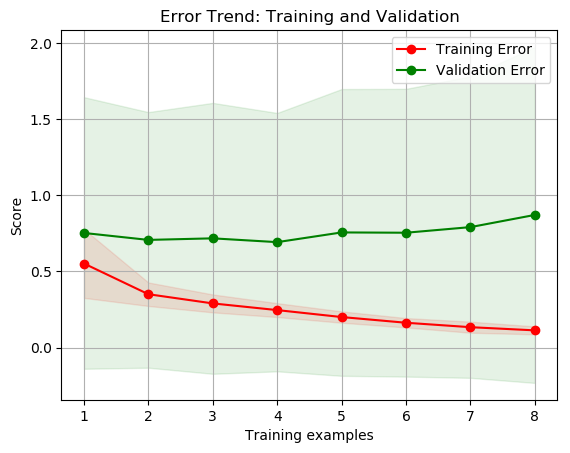 Error Trend: Training and Validation
Training Error
Validation Error
2.0
1.5
1.0
0.5
0.0
Score
1 2 3 4 5 6 7 8
Training examples